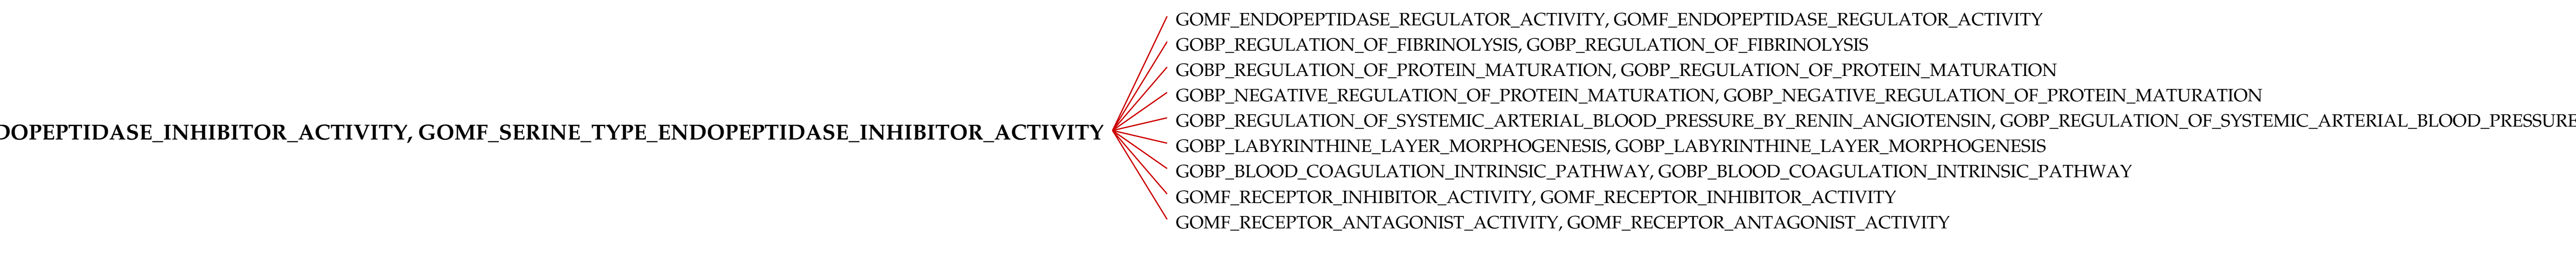 GOMF_ENDOPEPTIDASE_REGULATOR_ACTIVITY, GOMF_ENDOPEPTIDASE_REGULATOR_ACTIVITY
GOBP_REGULATION_OF_FIBRINOLYSIS, GOBP_REGULATION_OF_FIBRINOLYSIS
GOBP_REGULATION_OF_PROTEIN_MATURATION, GOBP_REGULATION_OF_PROTEIN_MATURATION
GOBP_NEGATIVE_REGULATION_OF_PROTEIN_MATURATION, GOBP_NEGATIVE_REGULATION_OF_PROTEIN_MATURATION
GOBP_REGULATION_OF_SYSTEMIC_ARTERIAL_BLOOD_PRESSURE_BY_RENIN_ANGIOTENSIN, GOBP_REGULATION_OF_SYSTEMIC_ARTERIAL_BLOOD_PRESSURE
DOPEPTIDASE_INHIBITOR_ACTIVITY, GOMF_SERINE_TYPE_ENDOPEPTIDASE_INHIBITOR_ACTIVITY
GOBP_LABYRINTHINE_LAYER_MORPHOGENESIS, GOBP_LABYRINTHINE_LAYER_MORPHOGENESIS
GOBP_BLOOD_COAGULATION_INTRINSIC_PATHWAY, GOBP_BLOOD_COAGULATION_INTRINSIC_PATHWAY
GOMF_RECEPTOR_INHIBITOR_ACTIVITY, GOMF_RECEPTOR_INHIBITOR_ACTIVITY
GOMF_RECEPTOR_ANTAGONIST_ACTIVITY, GOMF_RECEPTOR_ANTAGONIST_ACTIVITY